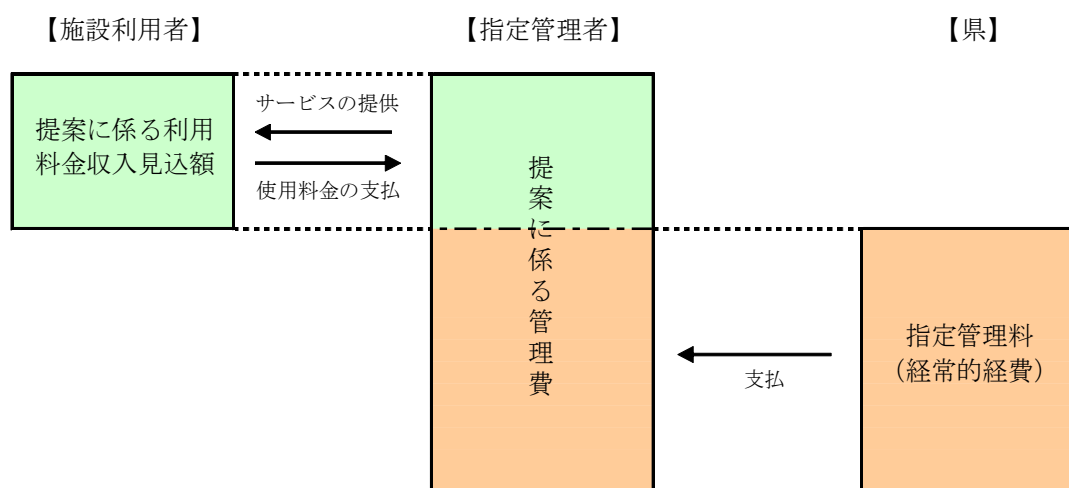 【施設利用者】
【指定管理者】
【県】
提案に係る利用
料金収入見込額
サービスの提供
使用料金の支払
提案に係る管理費
支払
指定管理料
（経常的経費）